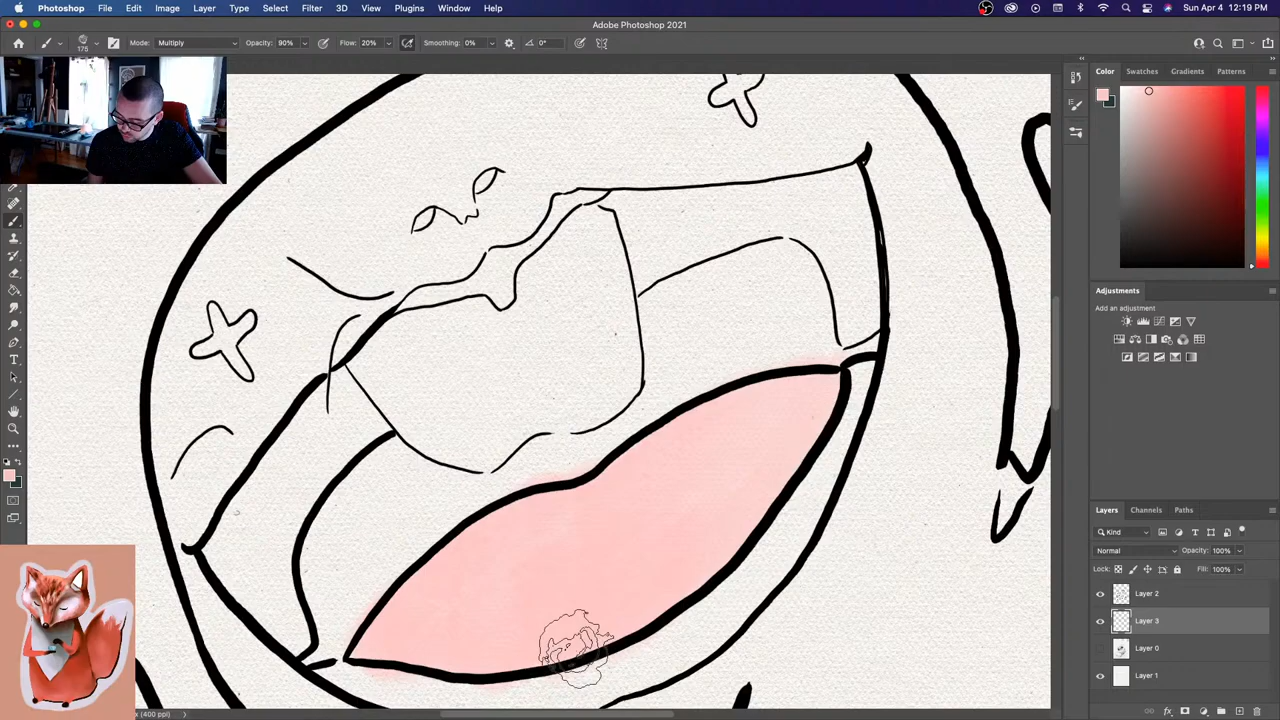 Photoshop File Edit Image Layer Type Select Filter 3D View Plugins Window Help Sun Apr 4 12:19 PM
Adobe Photoshop 2021
175 Mode: Multiply Opacity: 90% Flow: 20% Smoothing: 0% 0°
Color Swatches Gradients Patterns
Adjustments
Add an adjustment
Layers Channels Paths
Kind
Normal Opacity: 100%
Lock: Fill: 100%
Layer 2
Layer 3
Layer 0
Layer 1
(400 ppi)